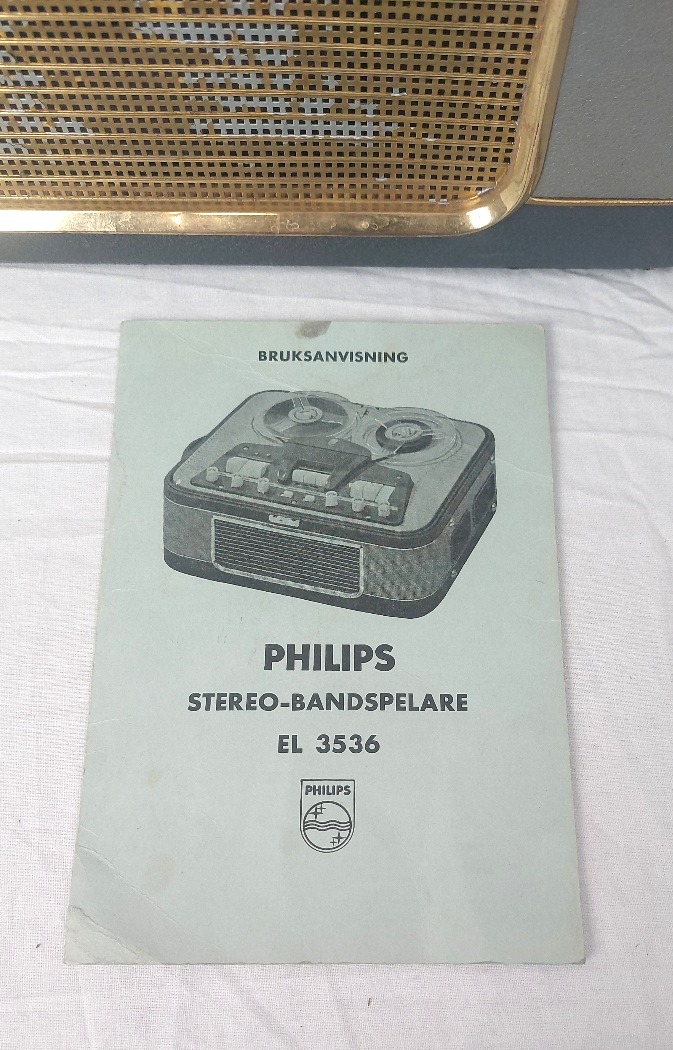 BRUKSANVISNING
PHILIPS
STEREO-BANDSPELARE
EL 3536
PHILIPS